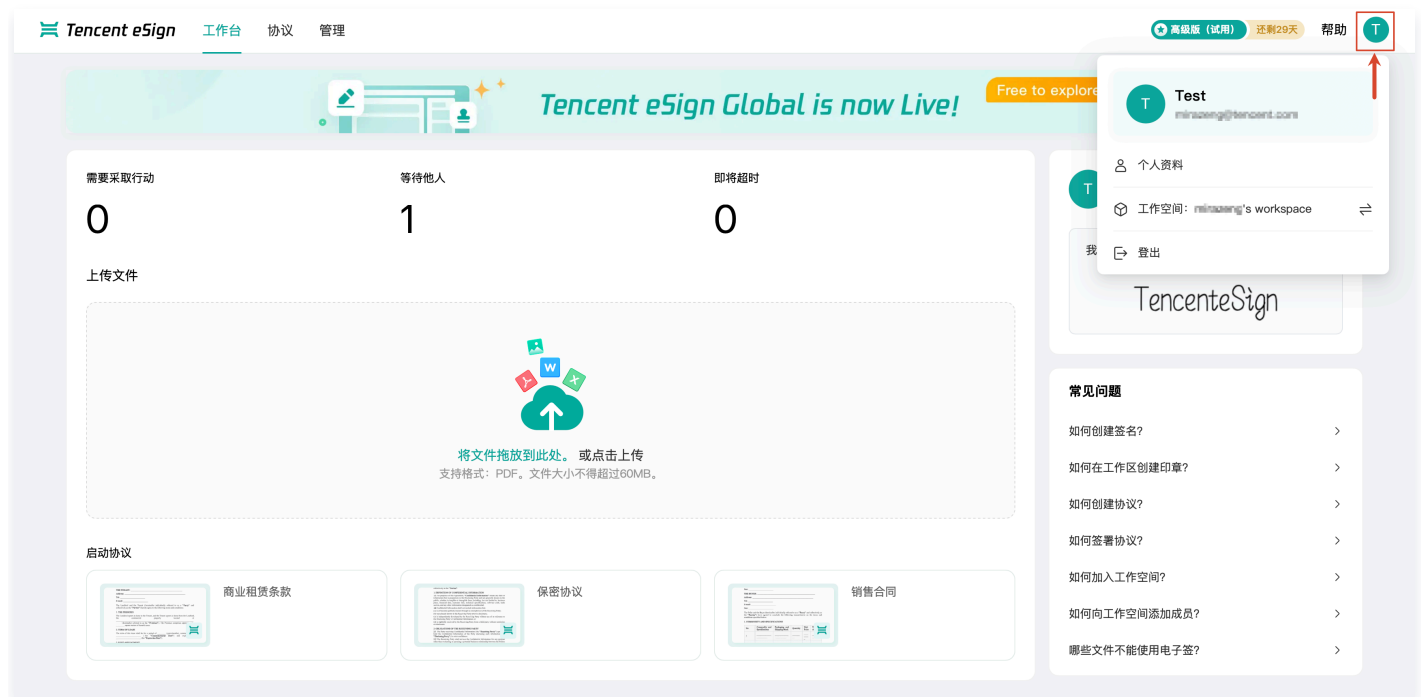 Tencent eSign 工作台 协议 管理 高级版（试用） 还剩29天 帮助 T
Tencent eSign Global is now Live! Free to explore
T Test
个人资料
工作空间： 's workspace
登出
需要采取行动 等待他人 即将超时
0 1 0
T
我
TencenteSign
上传文件
W X
将文件拖放到此处。 或点击上传
支持格式：PDF。文件大小不得超过60MB。
启动协议
商业租赁条款 保密协议 销售合同
常见问题
如何创建签名?
如何在工作区创建印章?
如何创建协议?
如何签署协议?
如何加入工作空间?
如何向工作空间添加成员?
哪些文件不能使用电子签?